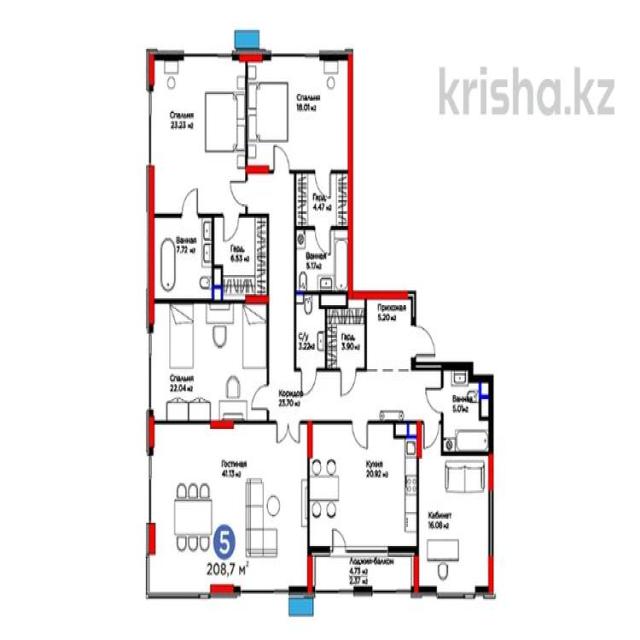 krisha.kz
Спальня
23.23 м2
Спальня
18.01 м2
Гард.
4.47 м2
Ванная
7.72 м2
Гард.
6.53 м2
Ванная
5.17 м2
Прихожая
5.20 м2
С/у
3.22 м2
Гард.
3.90 м2
Спальня
22.04 м2
Коридор
23.70 м2
Ванная
5.01 м2
Гостиная
41.13 м2
Кухня
20.92 м2
Кабинет
16.08 м2
5
208,7 м²
Лоджия-балкон
4.73 м2
2.37 м2